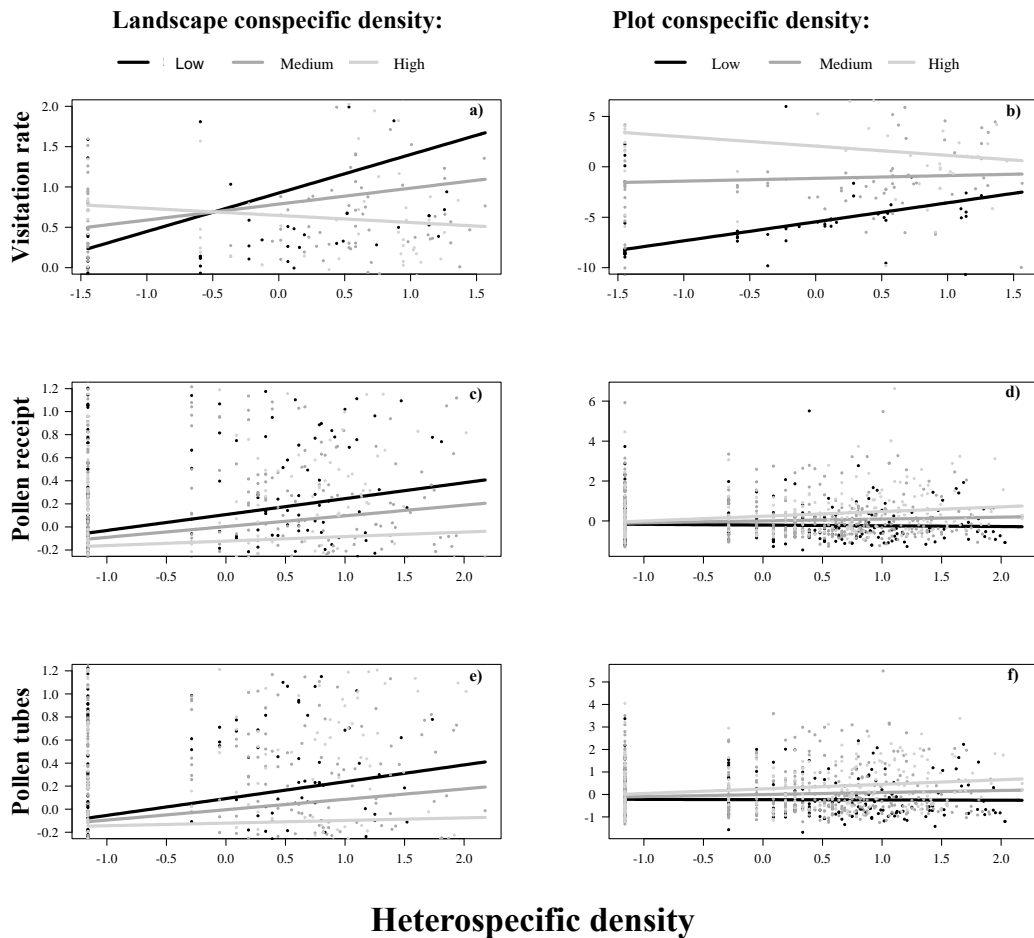 Landscape conspecific density:
Plot conspecific density:
Low Medium High
Low Medium High
Visitation rate
a)
2.0
1.5
1.0
0.5
0.0
-1.5 -1.0 -0.5 0.0 0.5 1.0 1.5
b)
5
0
-5
-10
-1.5 -1.0 -0.5 0.0 0.5 1.0 1.5
Pollen receipt
c)
1.2
1.0
0.8
0.6
0.4
0.2
0.0
-0.2
-1.0 -0.5 0.0 0.5 1.0 1.5 2.0
d)
6
4
2
0
-1.0 -0.5 0.0 0.5 1.0 1.5 2.0
Pollen tubes
e)
1.2
1.0
0.8
0.6
0.4
0.2
0.0
-0.2
-1.0 -0.5 0.0 0.5 1.0 1.5 2.0
f)
5
4
3
2
1
0
-1
-1.0 -0.5 0.0 0.5 1.0 1.5 2.0
Heterospecific density